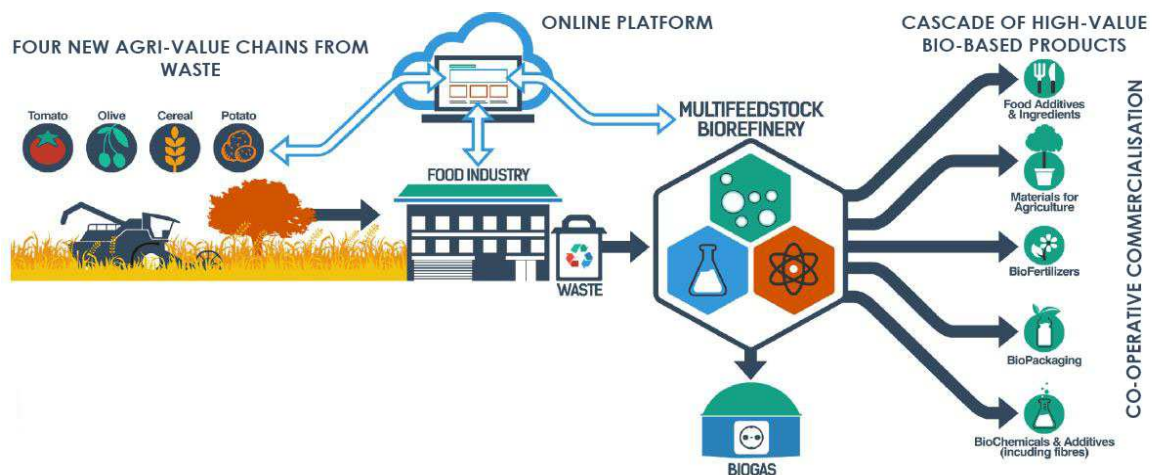 FOUR NEW AGRI-VALUE CHAINS FROM
WASTE
Tomato
Olive
Cereal
Potato
ONLINE PLATFORM
FOOD INDUSTRY
WASTE
MULTIFEEDSTOCK
BIOREFINERY
BIOGAS
CASCADE OF HIGH-VALUE
BIO-BASED PRODUCTS
Food Additives
& Ingredients
Materials for
Agriculture
BioFertilizers
BioPackaging
BioChemicals & Additives
(incuding fibres)
CO-OPERATIVE COMMERCIALISATION